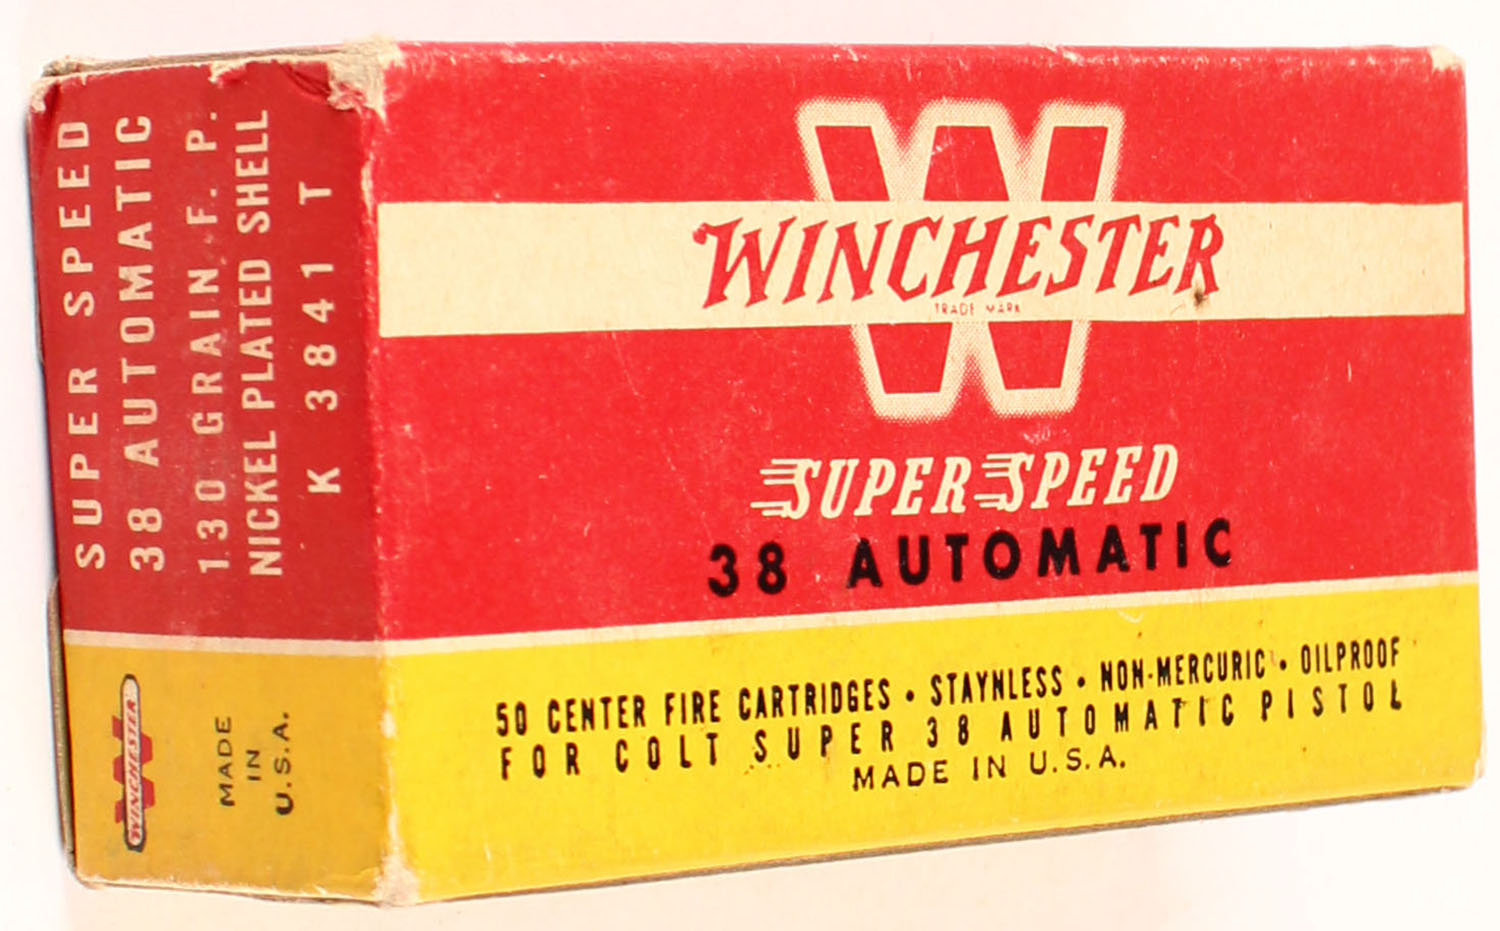 SUPER SPEED
38 AUTOMATIC
130 GRAIN. F. P.
NICKEL PLATED SHELL
K 3841 T
WINCHESTER
MADE
IN
U.S.A.
W
WINCHESTER
TRADE MARK
SUPER SPEED
38 AUTOMATIC
50 CENTER FIRE CARTRIDGES • STAYNLESS • NON-MERCURIC • OILPROOF
FOR COLT SUPER 38 AUTOMATIC PISTOL
MADE IN U.S.A.